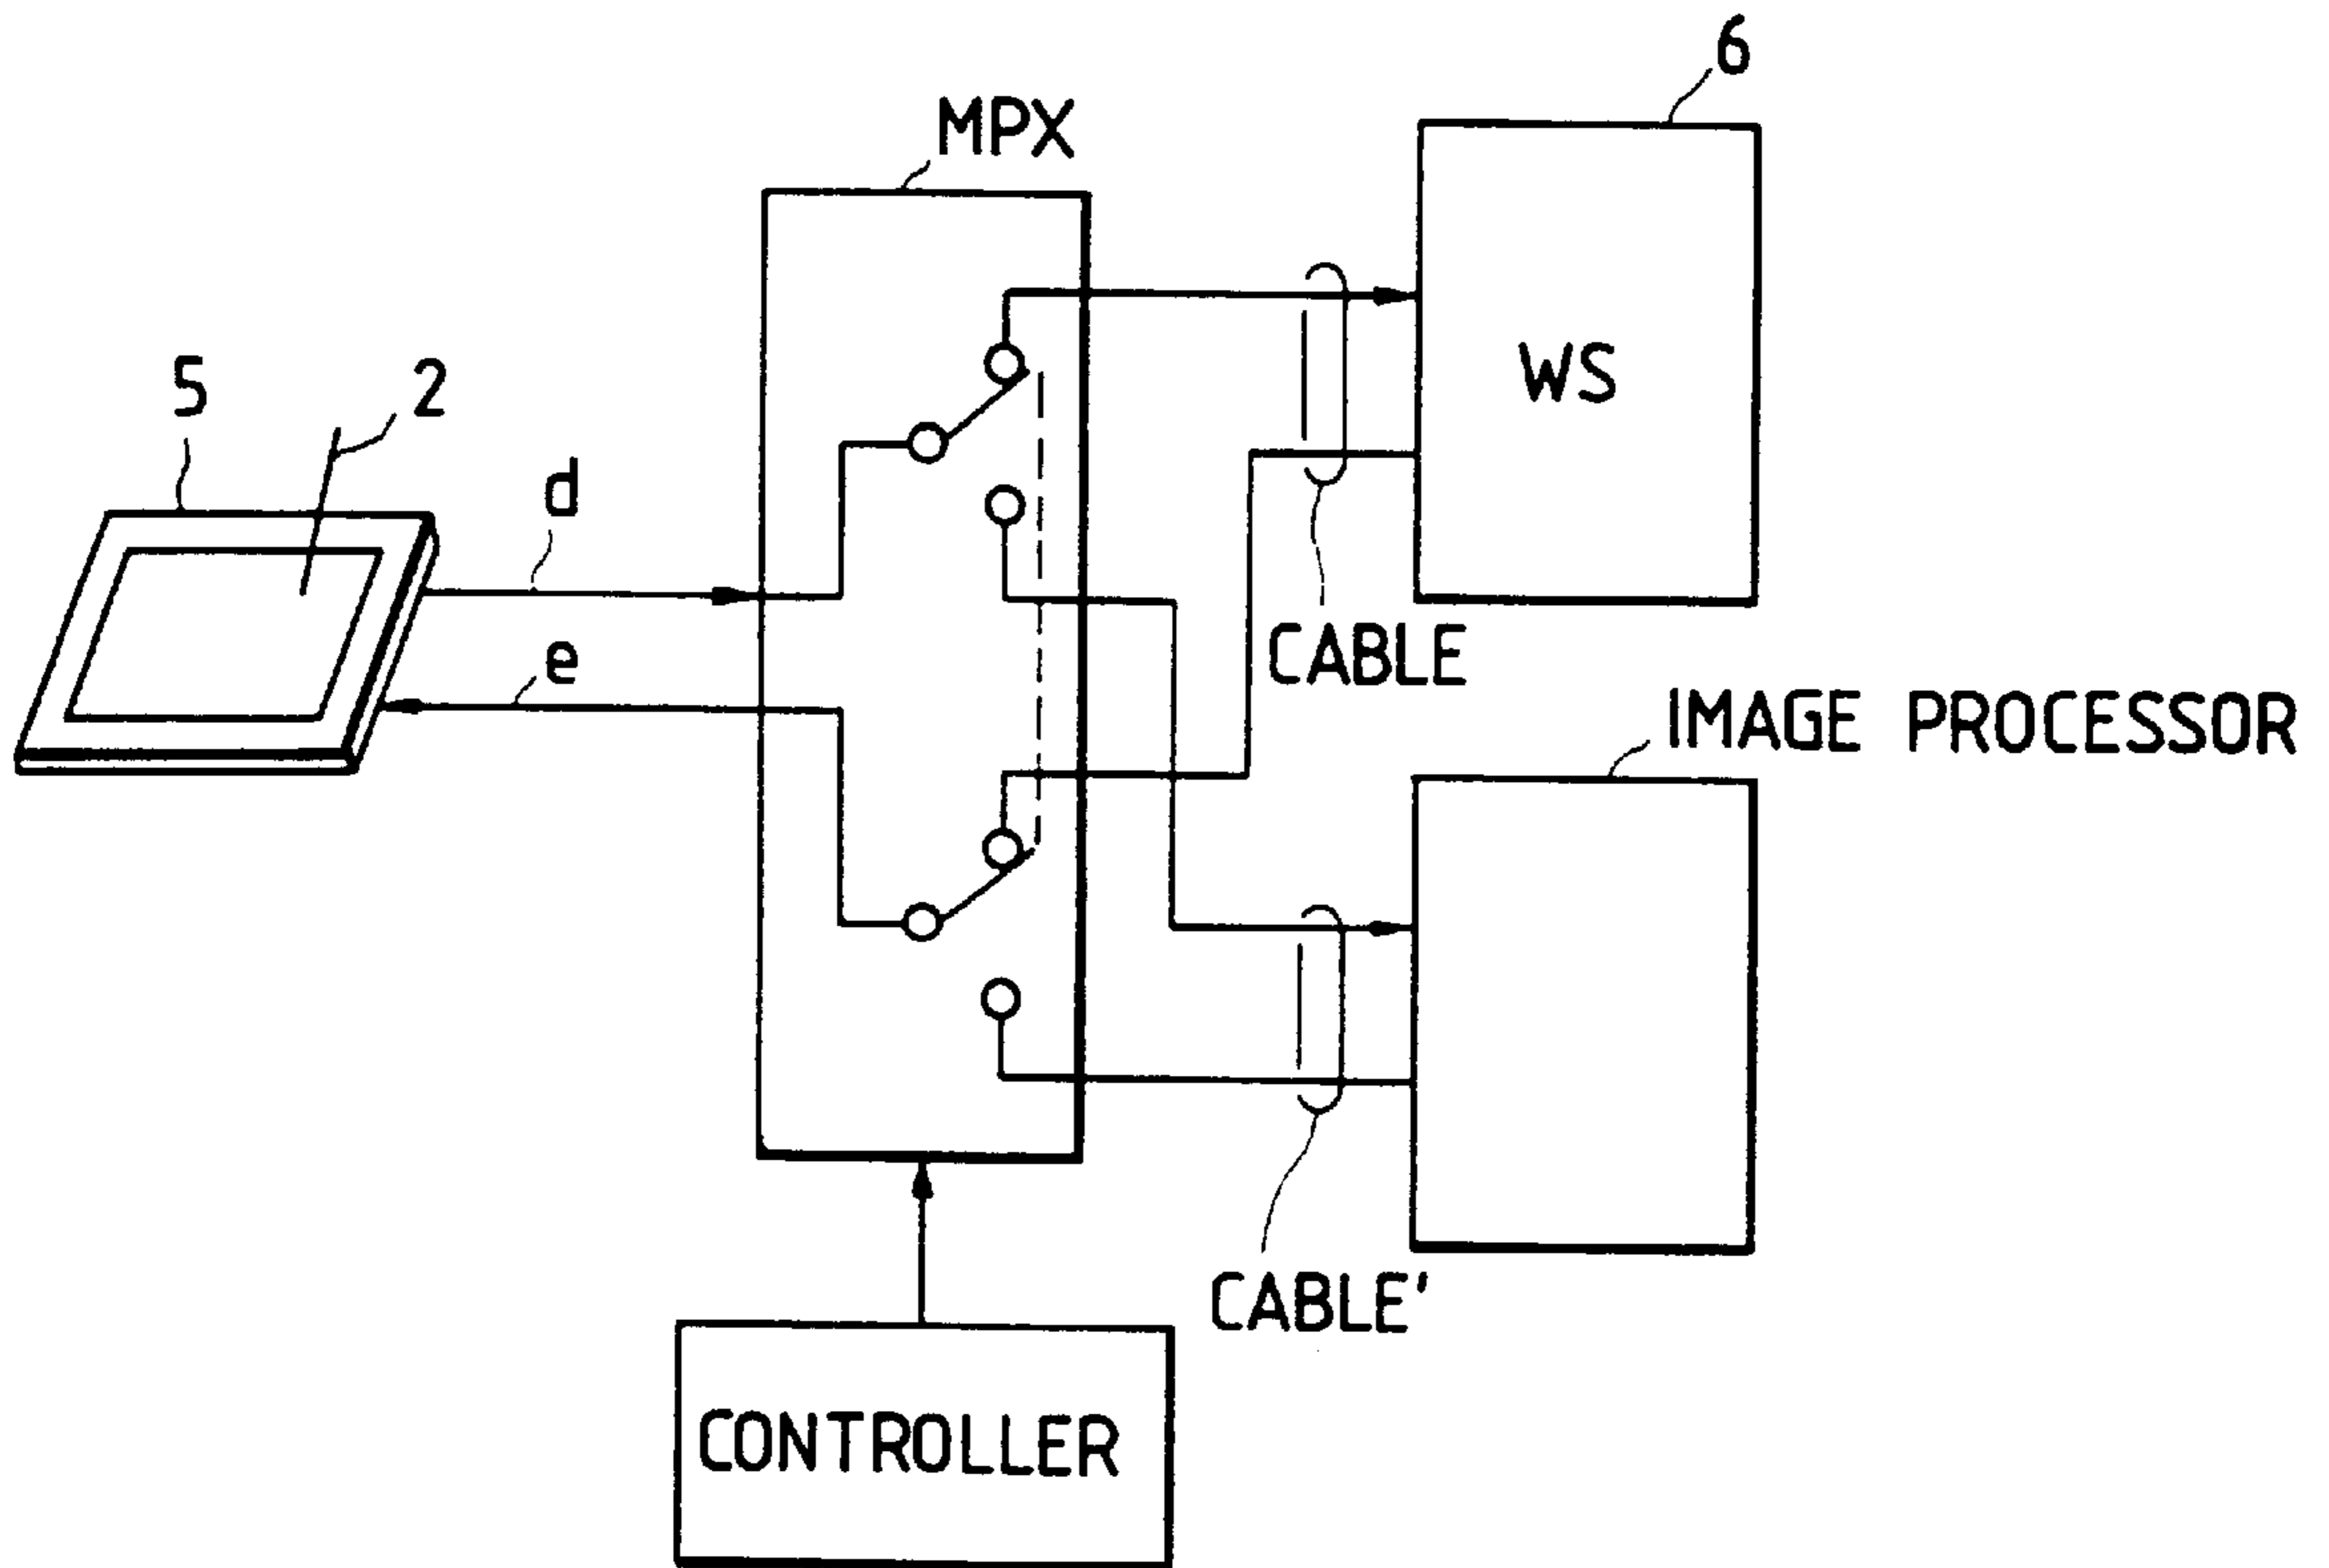 6
MPX
5
2
d
WS
e
CABLE
IMAGE PROCESSOR
CABLE'
CONTROLLER